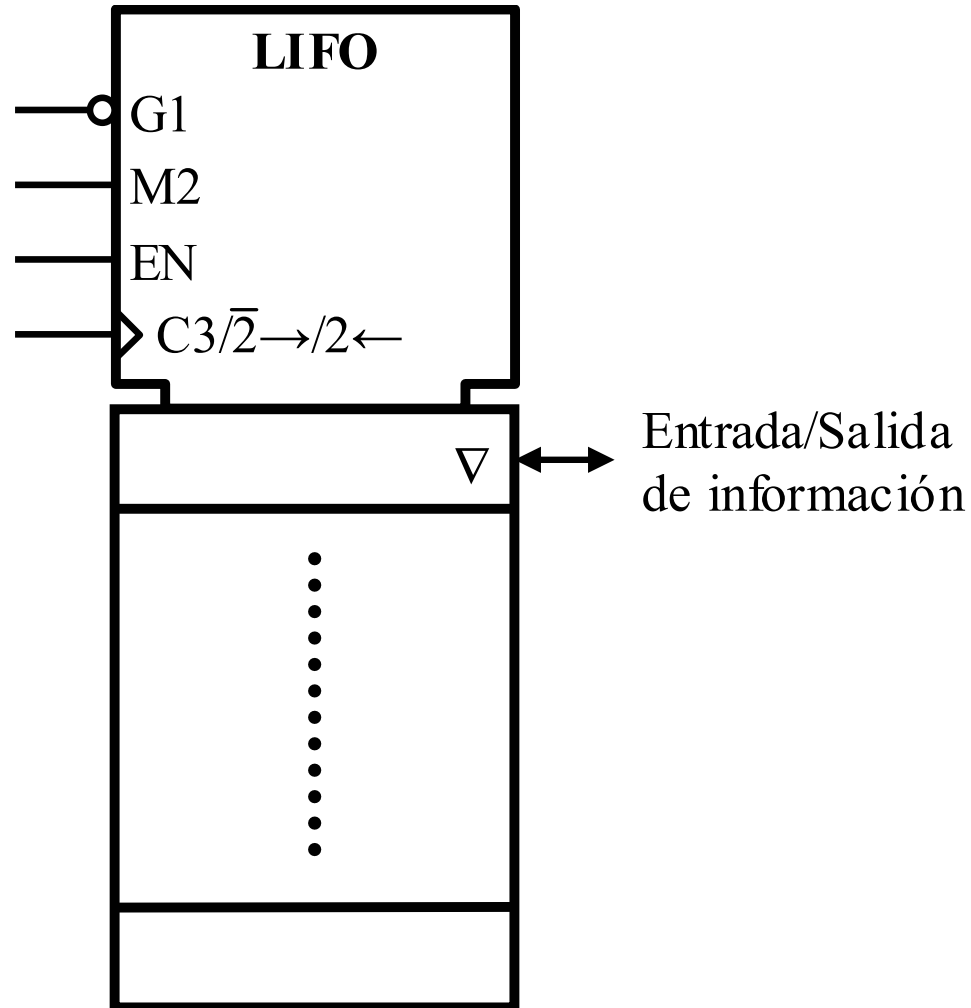 LIFO
G1
M2
EN
C3/2̅→/2←
∇
Entrada/Salida
de información